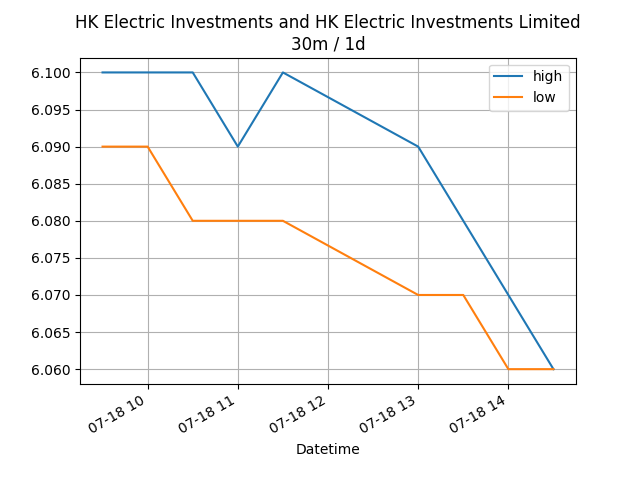 HK Electric Investments and HK Electric Investments Limited
30m / 1d
high
low
6.100
6.095
6.090
6.085
6.080
6.075
6.070
6.065
6.060
07-18 10
07-18 11
07-18 12
07-18 13
07-18 14
Datetime